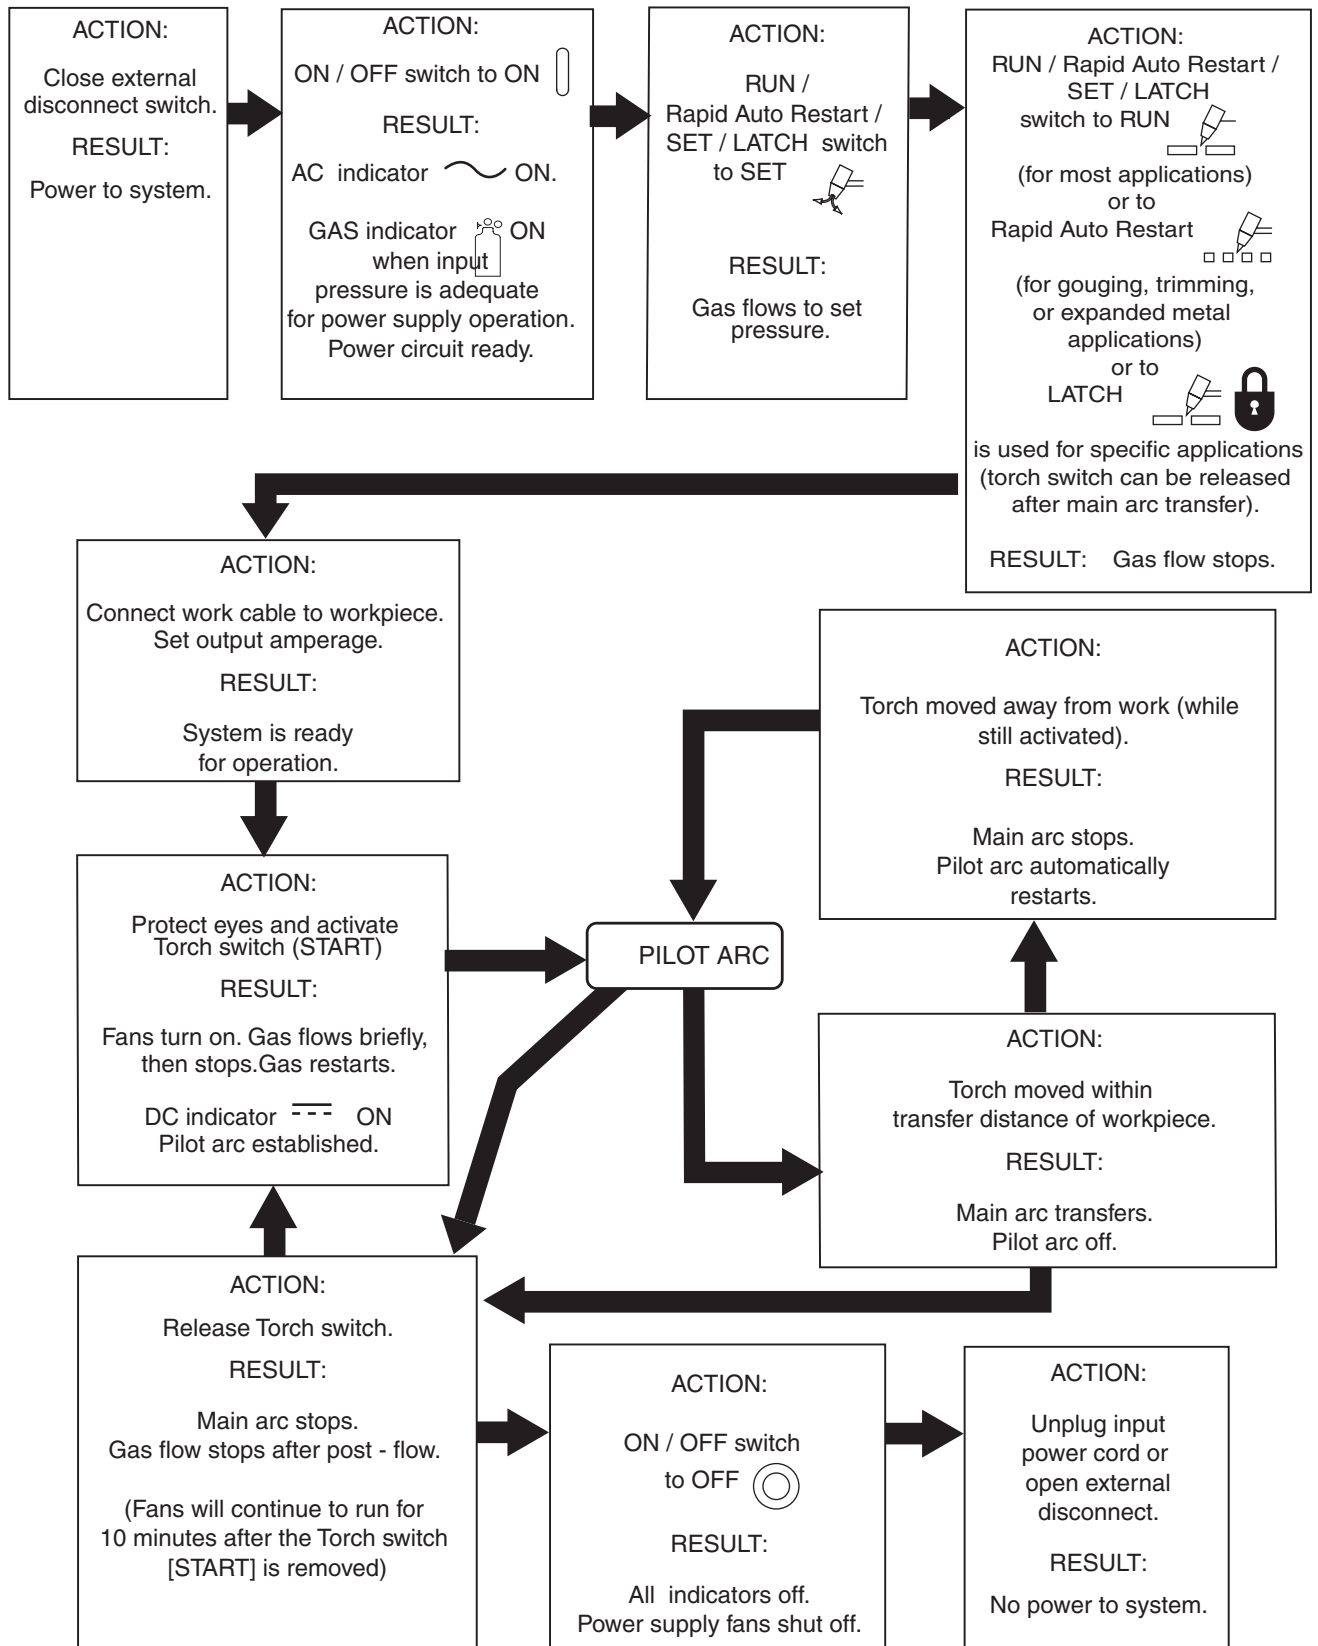 ACTION:
Close external
disconnect switch.
RESULT:
Power to system.
ACTION:
ON / OFF switch to ON
RESULT:
AC indicator ON.
GAS indicator ON
when input
pressure is adequate
for power supply operation.
Power circuit ready.
ACTION:
RUN /
Rapid Auto Restart /
SET / LATCH switch
to SET
RESULT:
Gas flows to set
pressure.
ACTION:
RUN / Rapid Auto Restart /
SET / LATCH
switch to RUN
(for most applications)
or to
Rapid Auto Restart
(for gouging, trimming,
or expanded metal
applications)
or to
LATCH
is used for specific applications
(torch switch can be released
after main arc transfer).
RESULT: Gas flow stops.
ACTION:
Connect work cable to workpiece.
Set output amperage.
RESULT:
System is ready
for operation.
ACTION:
Protect eyes and activate
Torch switch (START)
RESULT:
Fans turn on. Gas flows briefly,
then stops.Gas restarts.
DC indicator ON
Pilot arc established.
PILOT ARC
ACTION:
Torch moved away from work (while
still activated).
RESULT:
Main arc stops.
Pilot arc automatically
restarts.
ACTION:
Torch moved within
transfer distance of workpiece.
RESULT:
Main arc transfers.
Pilot arc off.
ACTION:
Release Torch switch.
RESULT:
Main arc stops.
Gas flow stops after post - flow.
(Fans will continue to run for
10 minutes after the Torch switch
[START] is removed)
ACTION:
ON / OFF switch
to OFF
RESULT:
All indicators off.
Power supply fans shut off.
ACTION:
Unplug input
power cord or
open external
disconnect.
RESULT:
No power to system.